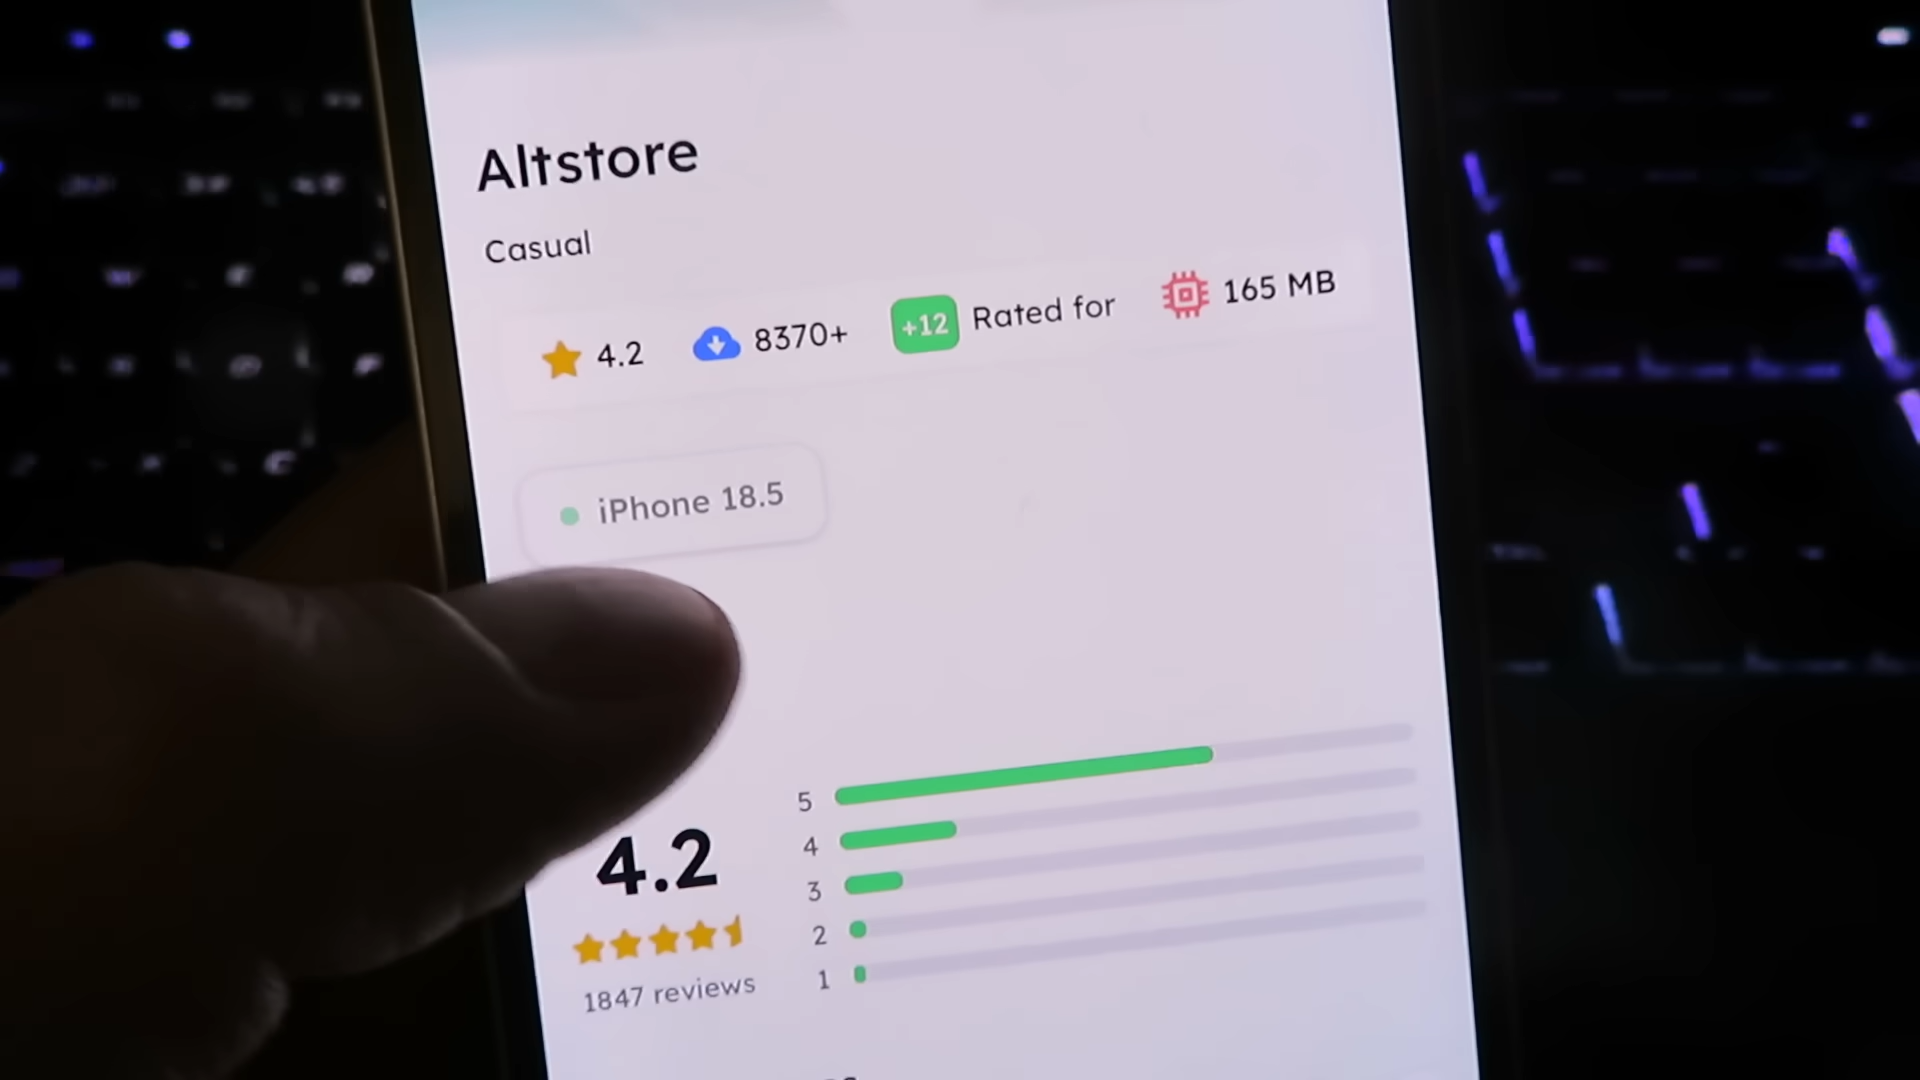 Altstore
Casual
4.2 8370+ +12 Rated for 165 MB
iPhone 18.5
4.2
1847 reviews
5
4
3
2
1